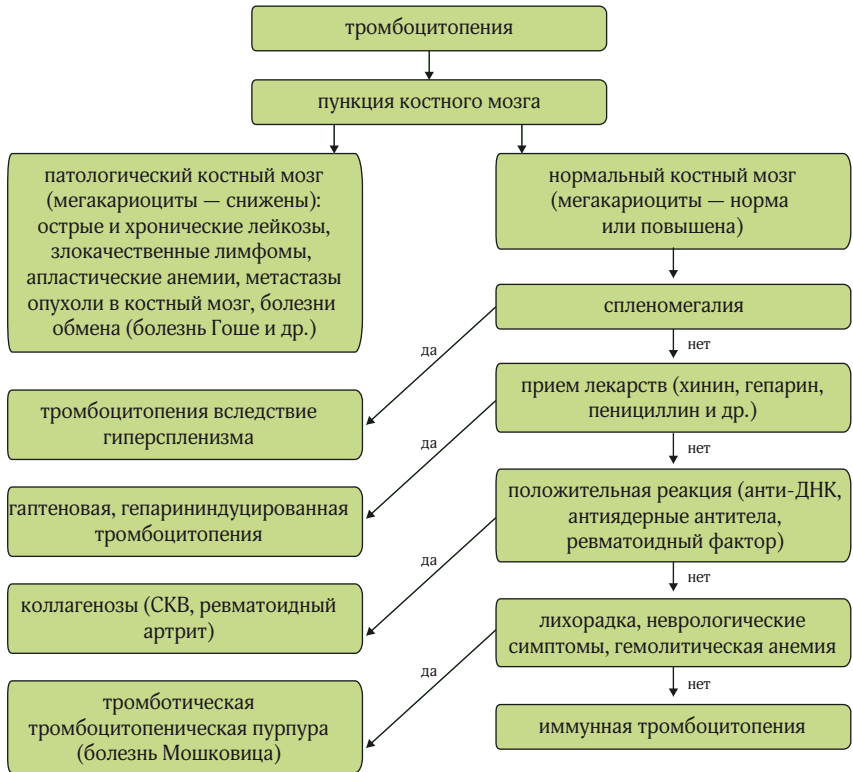 тромбоцитопения
пункция костного мозга
патологический костный мозг
(мегакариоциты — снижены):
острые и хронические лейкозы,
злокачественные лимфомы,
апластические анемии, метастазы
опухоли в костный мозг, болезни
обмена (болезнь Гоше и др.)
нормальный костный мозг
(мегакариоциты — норма
или повышена)
спленомегалия
да
нет
тромбоцитопения вследствие
гиперспленизма
прием лекарств (хинин, гепарин,
пенициллин и др.)
да
нет
гаптеновая, гепарининдуцированная
тромбоцитопения
положительная реакция (анти-ДНК,
антиядерные антитела,
ревматоидный фактор)
да
нет
коллагенозы (СКВ, ревматоидный
артрит)
лихорадка, неврологические
симптомы, гемолитическая анемия
да
нет
тромботическая
тромбоцитопеническая пурпура
(болезнь Мошковица)
иммунная тромбоцитопения